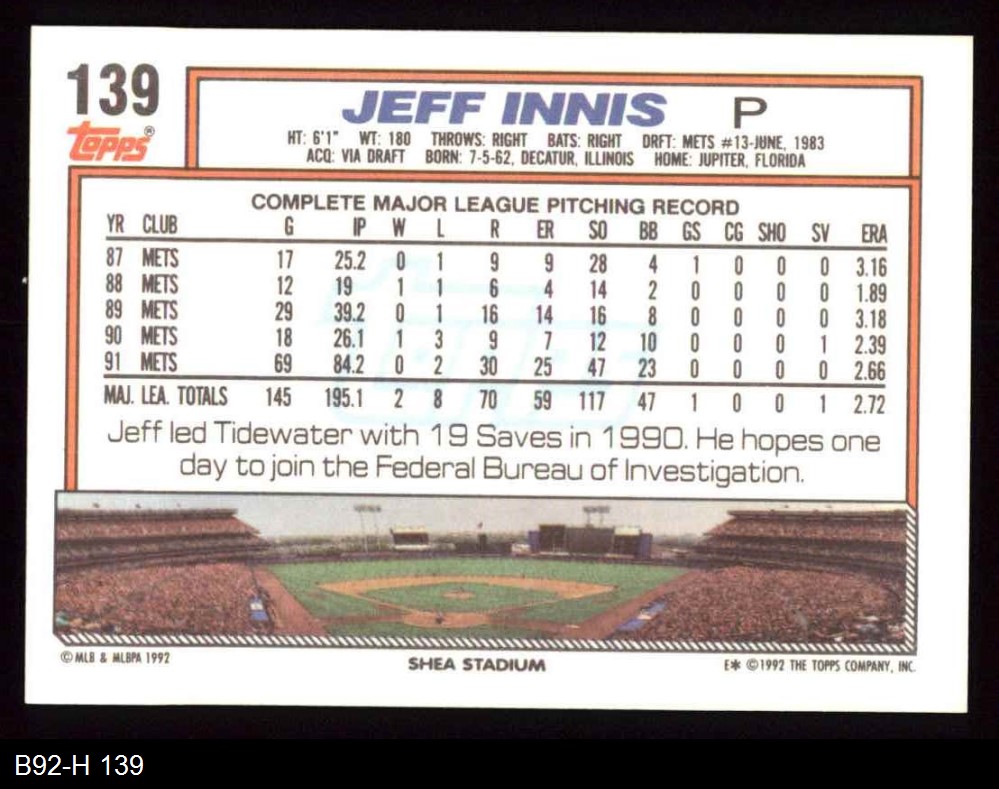 139
topps®
JEFF INNIS P
HT: 6'1" WT: 180 THROWS: RIGHT BATS: RIGHT DRFT: METS #13-JUNE, 1983
ACQ: VIA DRAFT BORN: 7-5-62, DECATUR, ILLINOIS HOME: JUPITER, FLORIDA
COMPLETE MAJOR LEAGUE PITCHING RECORD
YR CLUB G IP W L R ER SO BB GS CG SHO SV ERA
87 METS 17 25.2 0 1 9 9 28 4 1 0 0 0 3.16
88 METS 12 19 1 1 6 4 14 2 0 0 0 0 1.89
89 METS 29 39.2 0 1 16 14 16 8 0 0 0 0 3.18
90 METS 18 26.1 1 3 9 7 12 10 0 0 0 1 2.39
91 METS 69 84.2 0 2 30 25 47 23 0 0 0 0 2.66
MAJ. LEA. TOTALS 145 195.1 2 8 70 59 117 47 1 0 0 1 2.72
Jeff led Tidewater with 19 Saves in 1990. He hopes one
day to join the Federal Bureau of Investigation.
© MLB & MLBPA 1992
SHEA STADIUM
E* ©1992 THE TOPPS COMPANY, INC.
B92-H 139